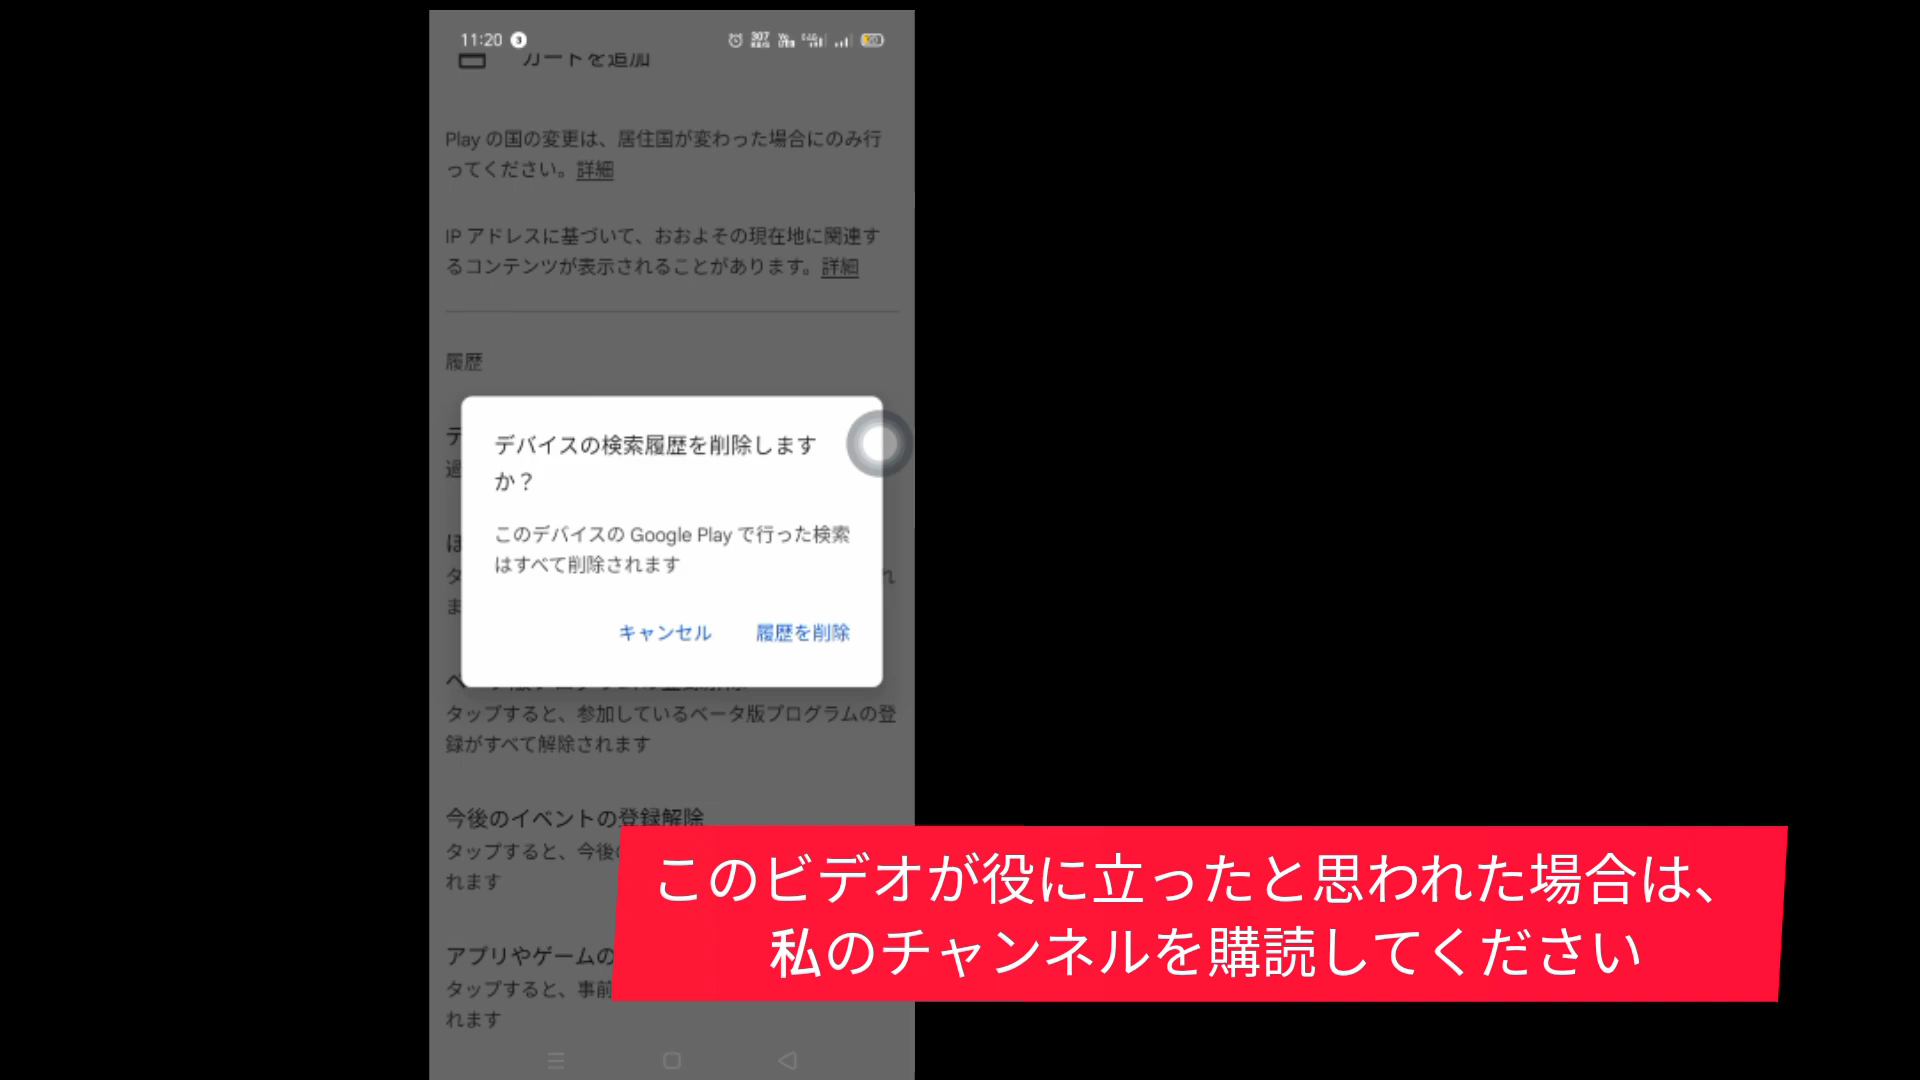 11:20 3
カードを追加
Play の国の変更は、居住国が変わった場合にのみ行
ってください。詳細
IP アドレスに基づいて、おおよその現在地に関連す
るコンテンツが表示されることがあります。詳細
履歴
デバイスの検索履歴を削除します
か？
このデバイスの Google Play で行った検索
はすべて削除されます
キャンセル 履歴を削除
タップすると、参加しているベータ版プログラムの登
録がすべて解除されます
今後のイベントの登録解除
タップすると、今後
れます
アプリやゲームの
タップすると、事前
れます
このビデオが役に立ったと思われた場合は、
私のチャンネルを購読してください